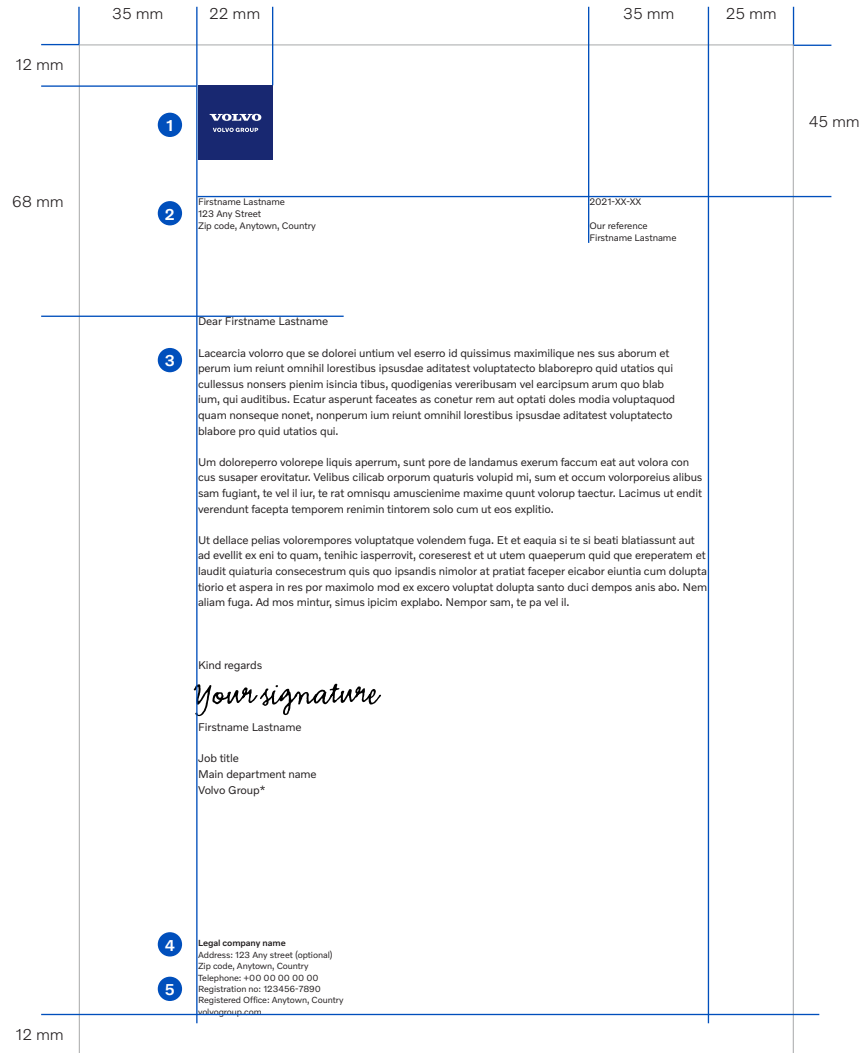 35 mm
22 mm
35 mm
25 mm
12 mm
VOLVO
VOLVO GROUP
1
45 mm
68 mm
2
Firstname Lastname
123 Any Street
Zip code, Anytown, Country
2021-XX-XX
Our reference
Firstname Lastname
Dear Firstname Lastname
3
Lacearcia volorro que se dolorei untium vel eserro id quissimus maximilique nes sus aborum et
perum ium reiunt omnihil lorestibus ipsusdae aditatest voluptatecto blaborepro quid utatios qui
cullessus nonsers pienim isincia tibus, quodigenias vereribusam vel earcipsum arum quo blab
ium, qui auditibus. Ecatur asperunt faceates as conetur rem aut optati doles modia voluptaquod
quam nonseque nonet, nonperum ium reiunt omnihil lorestibus ipsusdae aditatest voluptatecto
blabore pro quid utatios qui.
Um doloreperro volorepe liquis aperrum, sunt pore de landamus exerum faccum eat aut volora con
cus susaper erovitatur. Velibus cilicab orporum quaturis volupid mi, sum et occum volorporeius alibus
sam fugiant, te vel il iur, te rat omnisqu amuscienime maxime quunt volorup taectur. Lacimus ut endit
verendunt facepta temporem renimin tintorem solo cum ut eos explitio.
Ut dellace pelias volorempores voluptatque volendem fuga. Et et eaquia si te si beati blatiassunt aut
ad evellit ex eni to quam, tenihic iasperrovit, coreserest et ut utem quaeperum quid que ereperatem et
laudit quiaturia consecestrum quis quo ipsandis nimolor at pratiat faceper eicabor eiuntia cum dolupta
tiorio et aspera in res por maximolo mod ex excero voluptat dolupta santo duci dempos anis abo. Nem
aliam fuga. Ad mos mintur, simus ipicim explabo. Nempor sam, te pa vel il.
Kind regards
Your signature
Firstname Lastname
Job title
Main department name
Volvo Group*
4
Legal company name
Address: 123 Any street (optional)
Zip code, Anytown, Country
Telephone: +00 00 00 00 00
5
Registration no: 123456-7890
Registered Office: Anytown, Country
volvogroup.com
12 mm